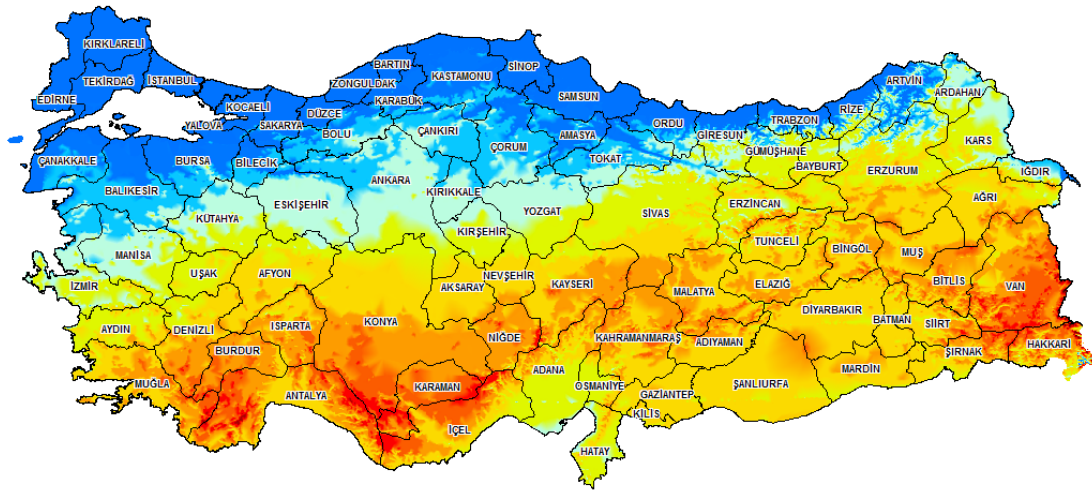 KIRKLARELİ
TEKİRDAĞ
İSTANBUL
EDİRNE
KOCAELİ
YALOVA
SAKARYA
DÜZCE
ZONGULDAK
BARTIN
KARABÜK
KASTAMONU
SİNOP
SAMSUN
ORDU
GİRESUN
TRABZON
RİZE
ARTVİN
ARDAHAN
ÇANAKKALE
BURSA
BİLECİK
BOLU
ÇANKIRI
ÇORUM
AMASYA
TOKAT
GÜMÜŞHANE
BAYBURT
ERZURUM
KARS
IĞDIR
BALIKESİR
KÜTAHYA
ESKİŞEHİR
ANKARA
KIRIKKALE
YOZGAT
SİVAS
ERZİNCAN
AĞRI
KIRŞEHİR
MANİSA
UŞAK
AFYON
NEVŞEHİR
AKSARAY
KAYSERİ
MALATYA
TUNCELİ
BİNGÖL
MUŞ
ELAZIĞ
BİTLİS
VAN
İZMİR
AYDIN
DENİZLİ
ISPARTA
BURDUR
KONYA
NİĞDE
KAHRAMANMARAŞ
ADIYAMAN
DİYARBAKIR
BATMAN
SİİRT
ŞIRNAK
HAKKARİ
MARDİN
MUĞLA
ANTALYA
KARAMAN
İÇEL
ADANA
OSMANİYE
GAZİANTEP
KİLİS
ŞANLIURFA
HATAY